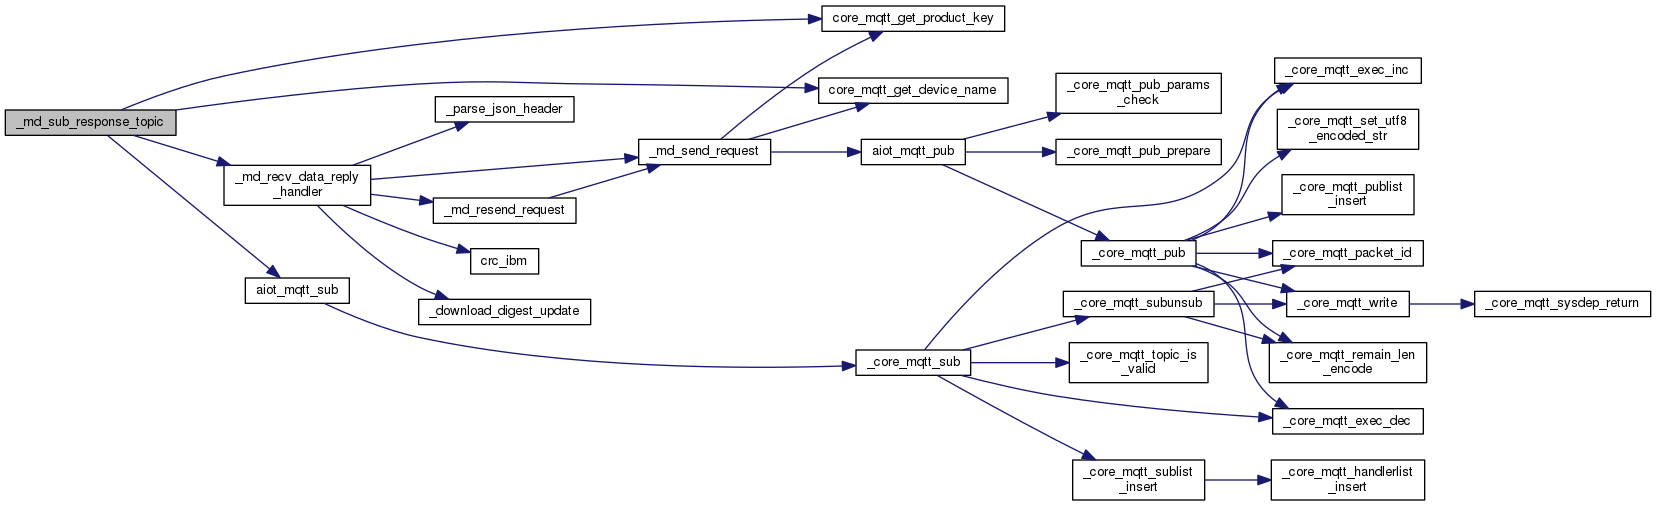 _md_sub_response_topic
core_mqtt_get_product_key
core_mqtt_get_device_name
_md_recv_data_reply
_handler
aiot_mqtt_sub
_parse_json_header
_md_resend_request
crc_ibm
_download_digest_update
_md_send_request
aiot_mqtt_pub
_core_mqtt_sub
_core_mqtt_pub_params
_check
_core_mqtt_pub_prepare
_core_mqtt_pub
_core_mqtt_subunsub
_core_mqtt_topic_is
_valid
_core_mqtt_sublist
_insert
_core_mqtt_exec_inc
_core_mqtt_set_utf8
_encoded_str
_core_mqtt_publist
_insert
_core_mqtt_packet_id
_core_mqtt_write
_core_mqtt_remain_len
_encode
_core_mqtt_exec_dec
_core_mqtt_handlerlist
_insert
_core_mqtt_sysdep_return